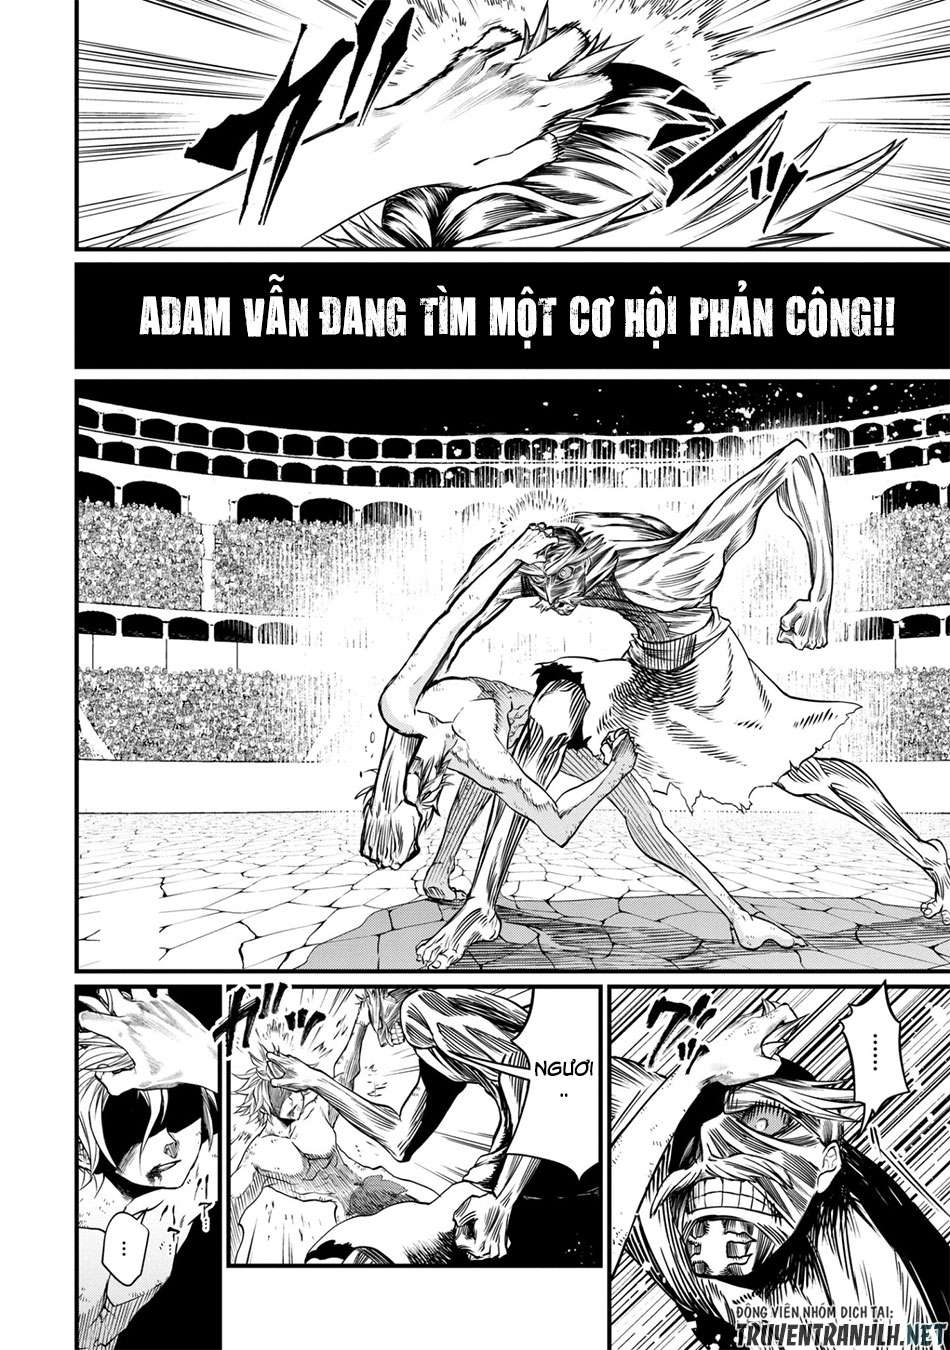 ADAM VẪN ĐANG TÌM MỘT CƠ HỘI PHẢN CÔNG!!
......
NGƯƠI
..
...
ĐỘNG VIÊN NHÓM DỊCH TẠI:
TRUYENTRANHLH.NET